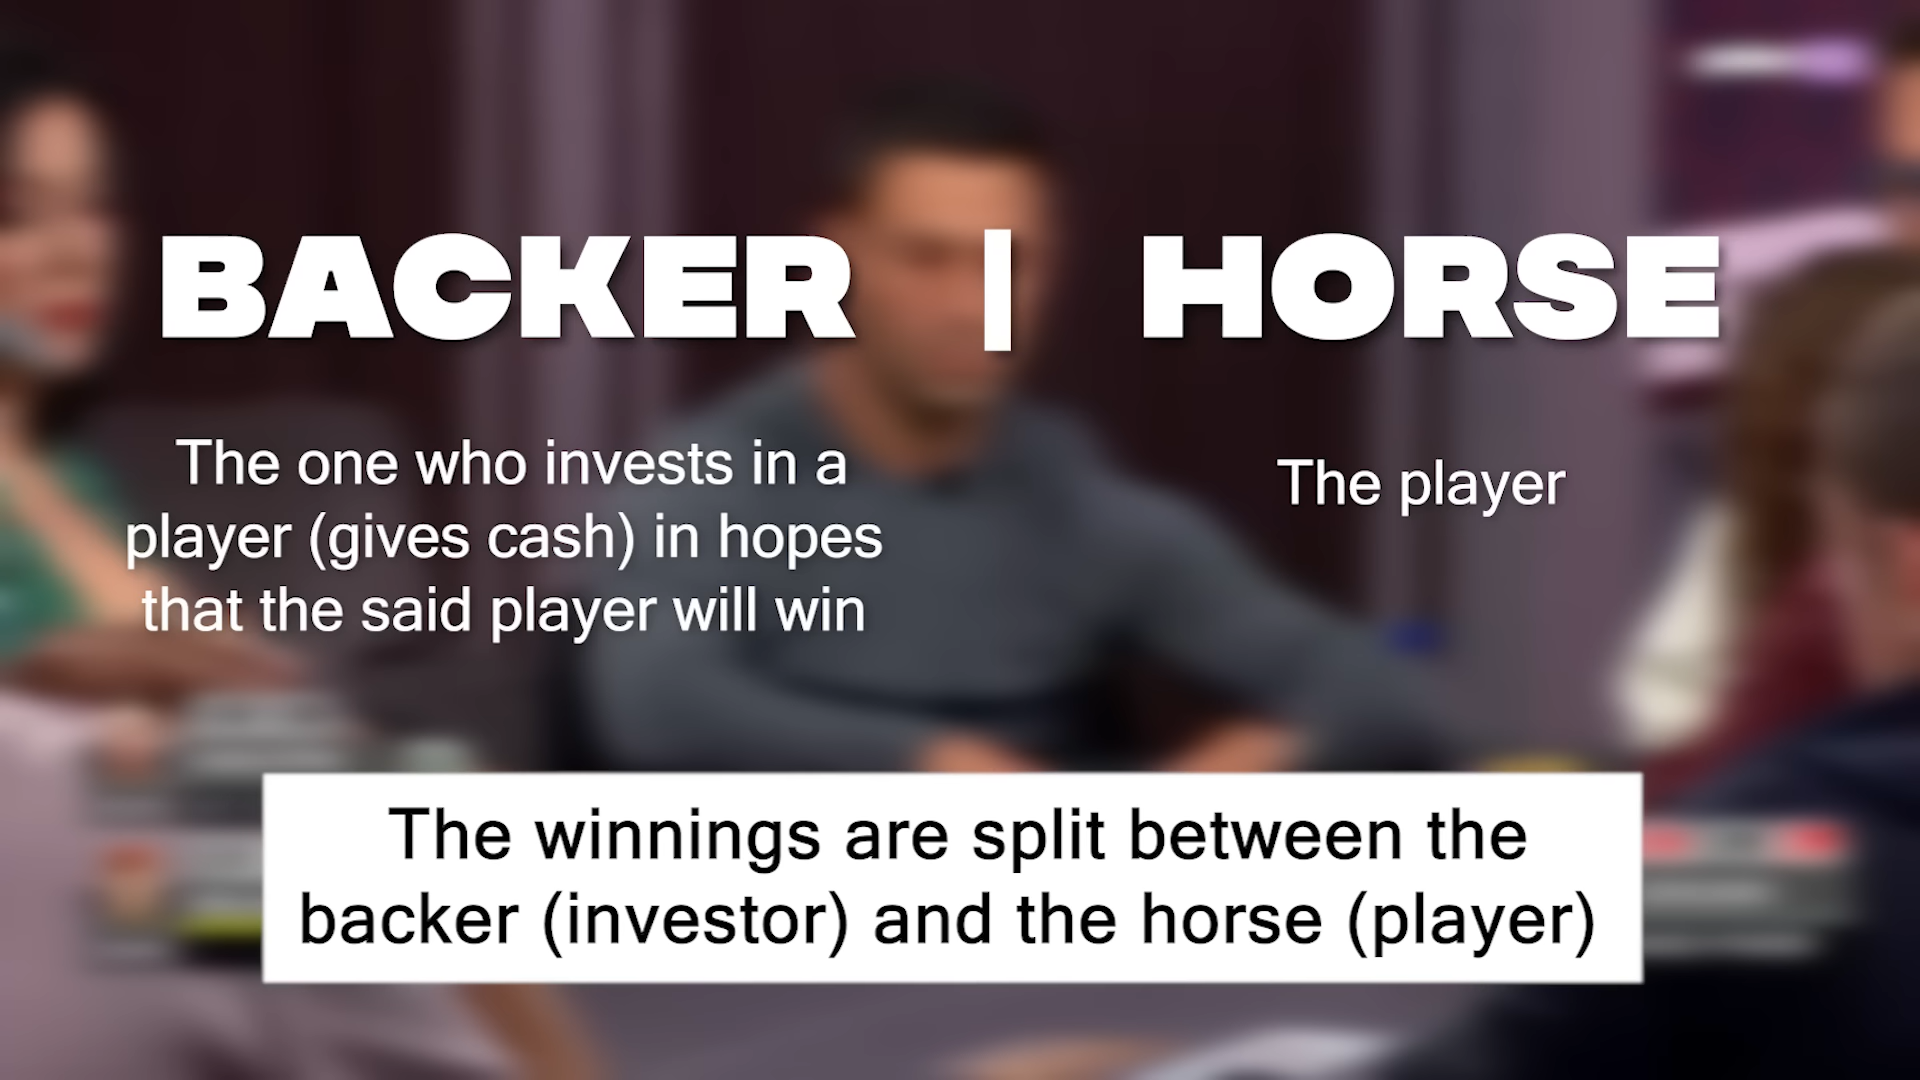 BACKER | HORSE
The one who invests in a
player (gives cash) in hopes
that the said player will win
The player
The winnings are split between the
backer (investor) and the horse (player)